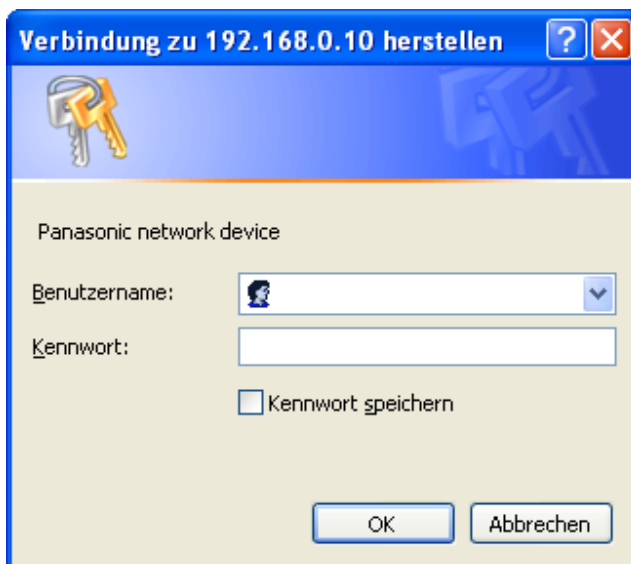 Verbindung zu 192.168.0.10 herstellen
Panasonic network device
Benutzername:
Kennwort:
Kennwort speichern
OK Abbrechen